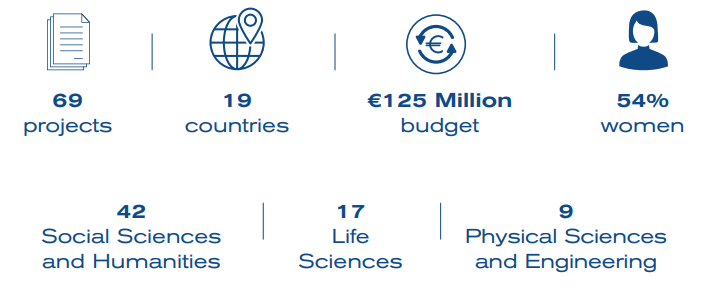 69
projects
19
countries
€125 Million
budget
54%
women
42
Social Sciences
and Humanities
17
Life
Sciences
9
Physical Sciences
and Engineering